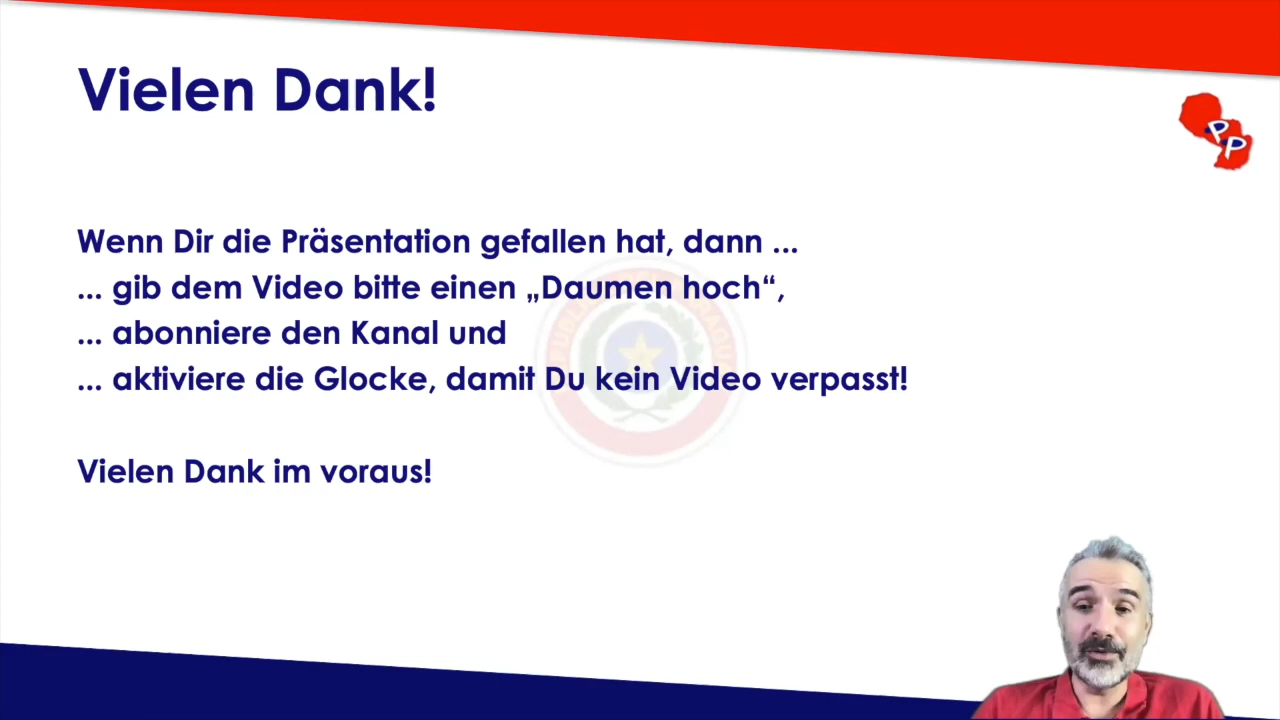 Vielen Dank!
PP
Wenn Dir die Präsentation gefallen hat, dann ...
... gib dem Video bitte einen „Daumen hoch“,
... abonniere den Kanal und
... aktiviere die Glocke, damit Du kein Video verpasst!
Vielen Dank im voraus!